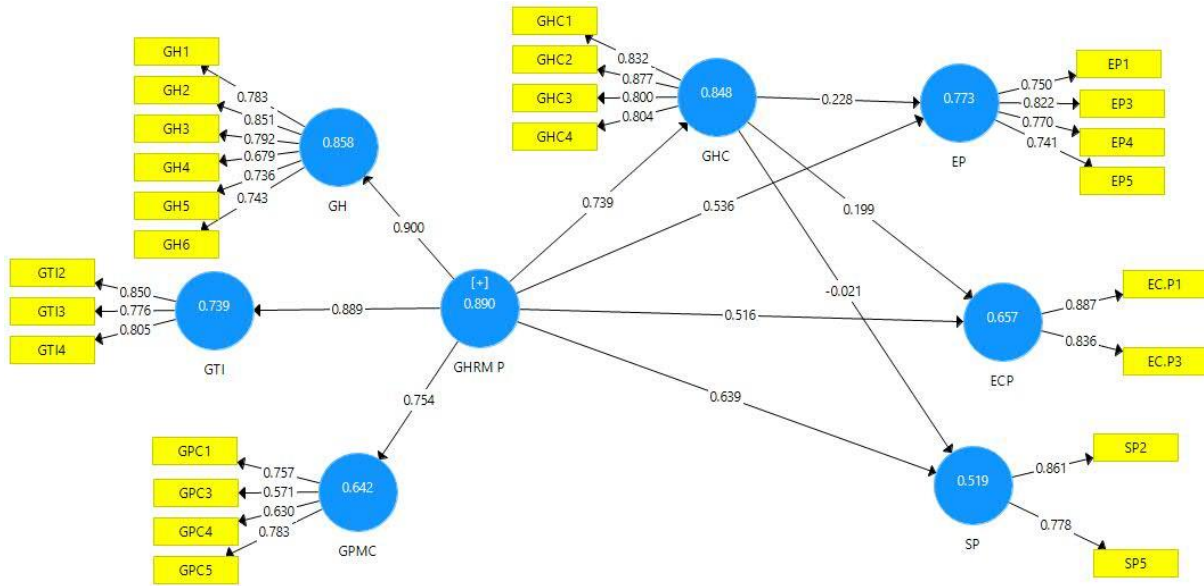 GH1
GH2
GH3
GH4
GH5
GH6
0.783
0.851
0.792
0.679
0.736
0.743
0.858
GH
0.900
GTI2
GTI3
GTI4
0.850
0.776
0.805
0.739
GTI
0.889
[+]
0.890
GHRM P
0.754
GPC1
GPC3
GPC4
GPC5
0.757
0.571
0.630
0.783
0.642
GPMC
GHC1
GHC2
GHC3
GHC4
0.832
0.877
0.800
0.804
0.848
GHC
0.739
0.228
0.536
0.199
-0.021
0.516
0.639
0.773
EP
0.750
0.822
0.770
0.741
EP1
EP3
EP4
EP5
0.657
ECP
0.887
0.836
EC.P1
EC.P3
0.519
SP
0.861
0.778
SP2
SP5